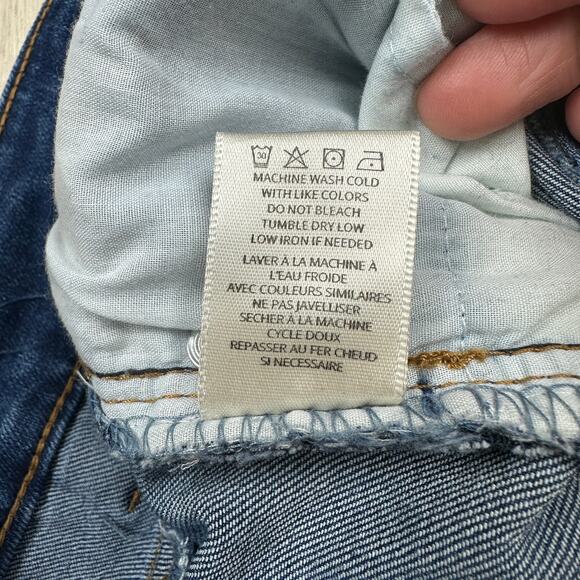 30
MACHINE WASH COLD
WITH LIKE COLORS
DO NOT BLEACH
TUMBLE DRY LOW
LOW IRON IF NEEDED
LAVER À LA MACHINE À
L'EAU FROIDE
AVEC COULEURS SIMILAIRES
NE PAS JAVELLISER
SECHER À LA MACHINE
CYCLE DOUX
REPASSER AU FER CHEUD
SI NECESSAIRE